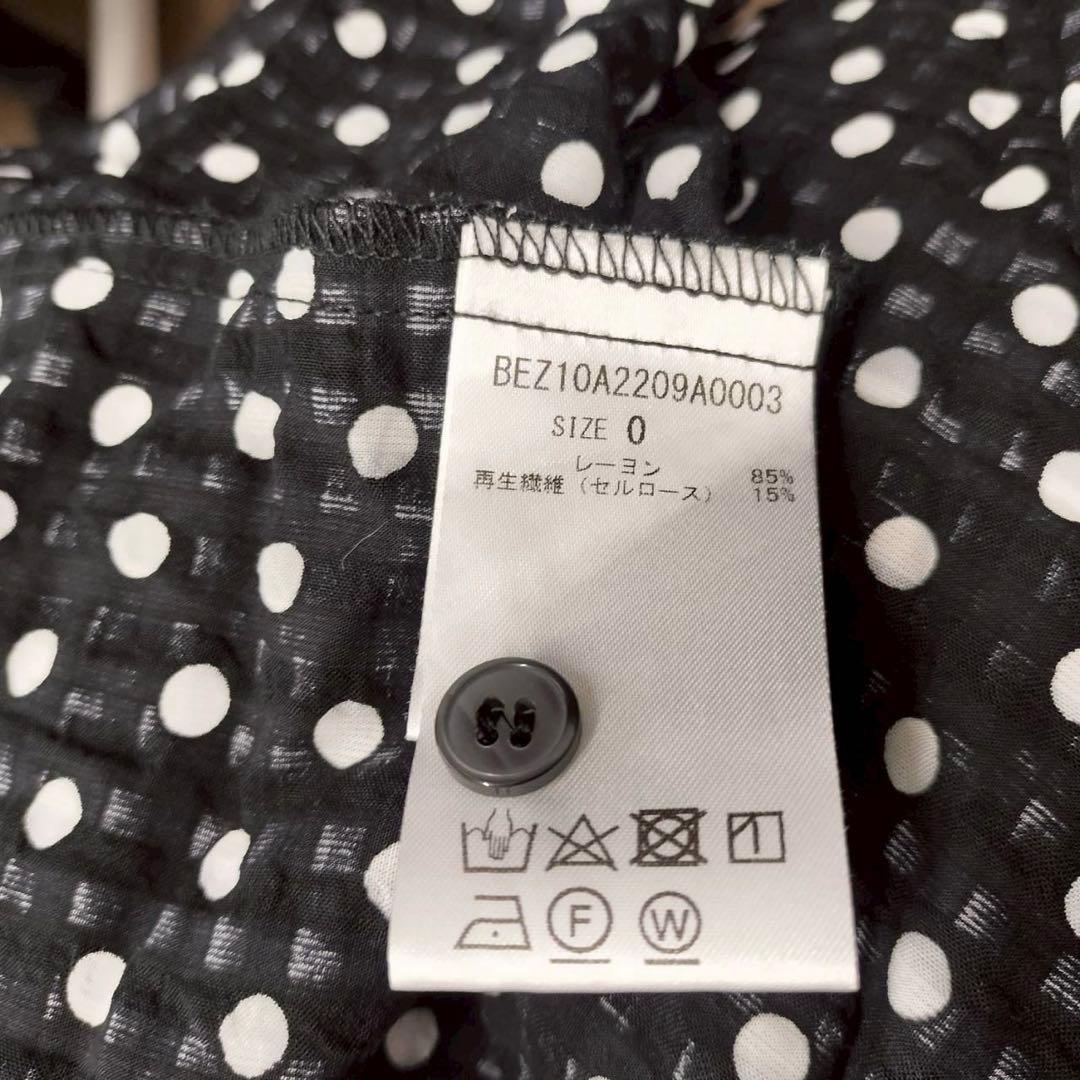 BEZ10A2209A0003
SIZE 0
レーヨン 85%
再生繊維（セルロース） 15%
F W